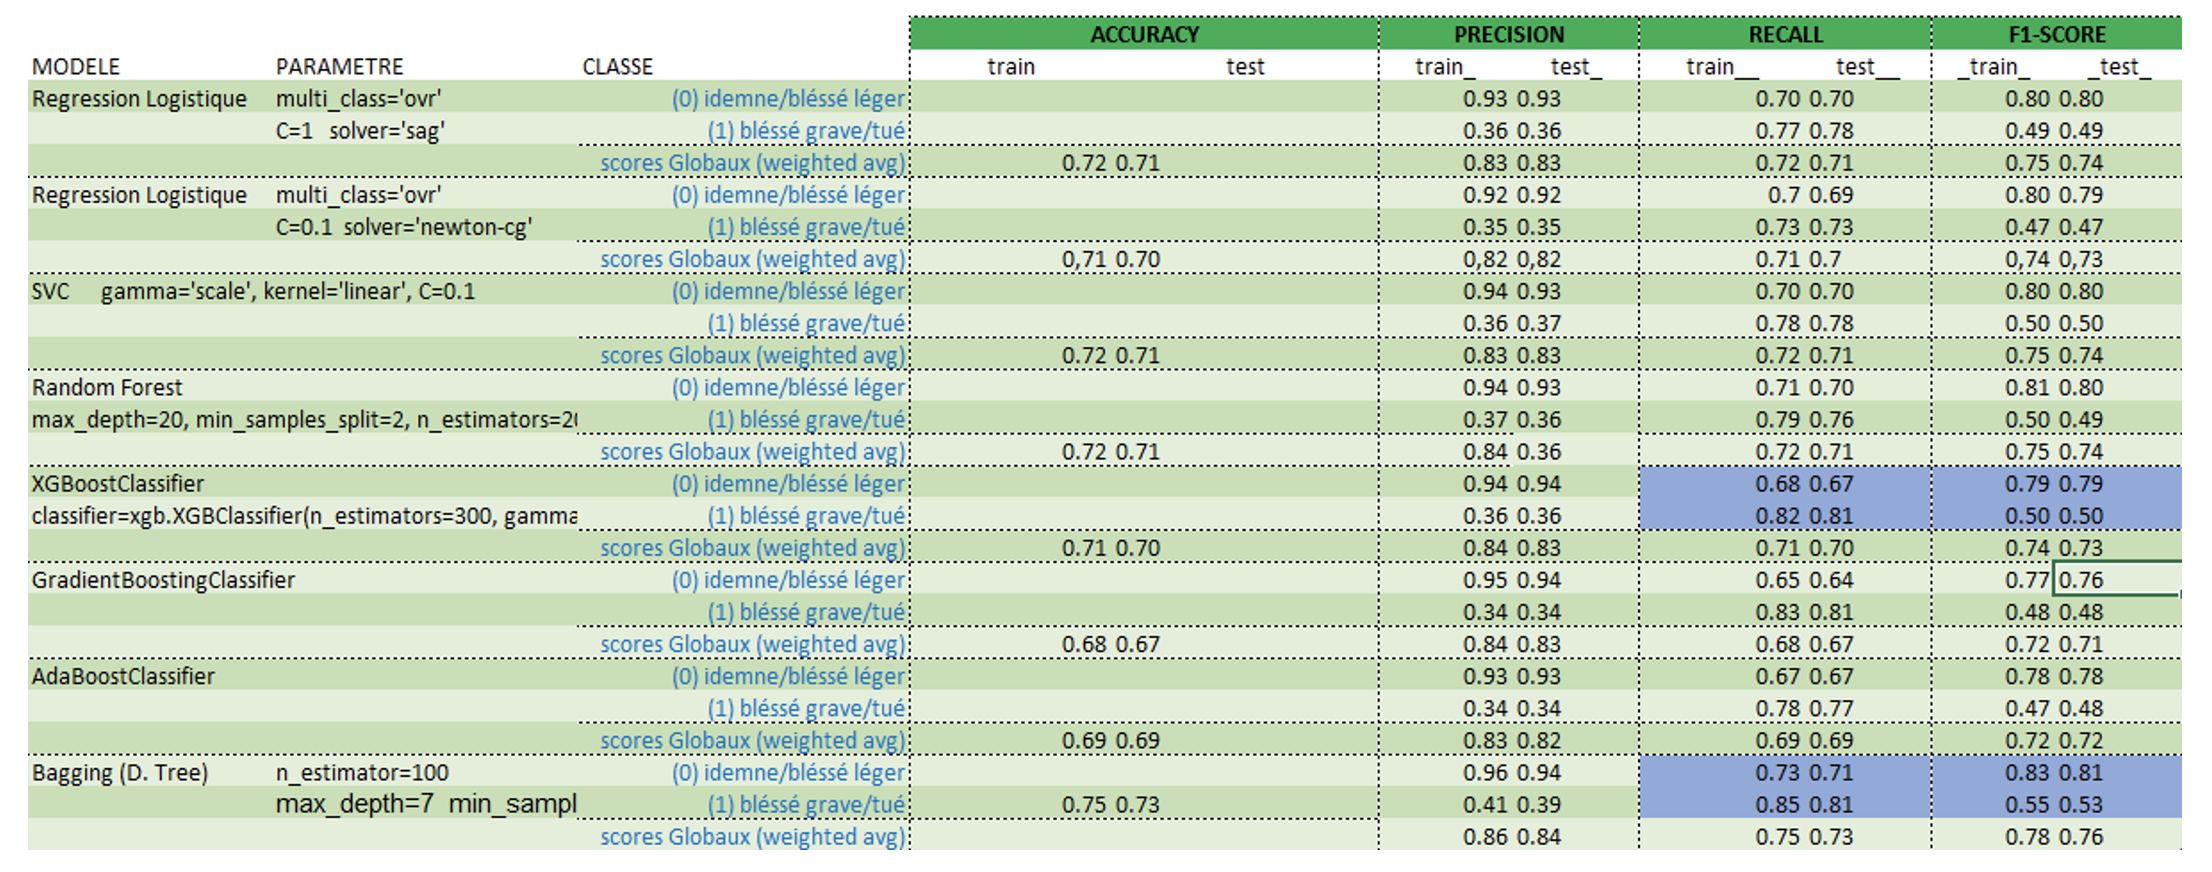 ACCURACY PRECISION RECALL F1-SCORE
MODELE PARAMETRE CLASSE train test train_ test_ train__ test__ _train_ _test_
Regression Logistique multi_class='ovr' (0) idemne/bléssé léger 0.93 0.93 0.70 0.70 0.80 0.80
C=1 solver='sag' (1) bléssé grave/tué 0.36 0.36 0.77 0.78 0.49 0.49
scores Globaux (weighted avg) 0.72 0.71 0.83 0.83 0.72 0.71 0.75 0.74
Regression Logistique multi_class='ovr' (0) idemne/bléssé léger 0.92 0.92 0.7 0.69 0.80 0.79
C=0.1 solver='newton-cg' (1) bléssé grave/tué 0.35 0.35 0.73 0.73 0.47 0.47
scores Globaux (weighted avg) 0,71 0.70 0,82 0,82 0.71 0.7 0,74 0,73
SVC gamma='scale', kernel='linear', C=0.1 (0) idemne/bléssé léger 0.94 0.93 0.70 0.70 0.80 0.80
(1) bléssé grave/tué 0.36 0.37 0.78 0.78 0.50 0.50
scores Globaux (weighted avg) 0.72 0.71 0.83 0.83 0.72 0.71 0.75 0.74
Random Forest (0) idemne/bléssé léger 0.94 0.93 0.71 0.70 0.81 0.80
max_depth=20, min_samples_split=2, n_estimators=20 (1) bléssé grave/tué 0.37 0.36 0.79 0.76 0.50 0.49
scores Globaux (weighted avg) 0.72 0.71 0.84 0.36 0.72 0.71 0.75 0.74
XGBoostClassifier (0) idemne/bléssé léger 0.94 0.94 0.68 0.67 0.79 0.79
classifier=xgb.XGBClassifier(n_estimators=300, gamma (1) bléssé grave/tué 0.36 0.36 0.82 0.81 0.50 0.50
scores Globaux (weighted avg) 0.71 0.70 0.84 0.83 0.71 0.70 0.74 0.73
GradientBoostingClassifier (0) idemne/bléssé léger 0.95 0.94 0.65 0.64 0.77 0.76
(1) bléssé grave/tué 0.34 0.34 0.83 0.81 0.48 0.48
scores Globaux (weighted avg) 0.68 0.67 0.84 0.83 0.68 0.67 0.72 0.71
AdaBoostClassifier (0) idemne/bléssé léger 0.93 0.93 0.67 0.67 0.78 0.78
(1) bléssé grave/tué 0.34 0.34 0.78 0.77 0.47 0.48
scores Globaux (weighted avg) 0.69 0.69 0.83 0.82 0.69 0.69 0.72 0.72
Bagging (D. Tree) n_estimator=100 (0) idemne/bléssé léger 0.96 0.94 0.73 0.71 0.83 0.81
max_depth=7 min_sampl (1) bléssé grave/tué 0.75 0.73 0.41 0.39 0.85 0.81 0.55 0.53
scores Globaux (weighted avg) 0.86 0.84 0.75 0.73 0.78 0.76